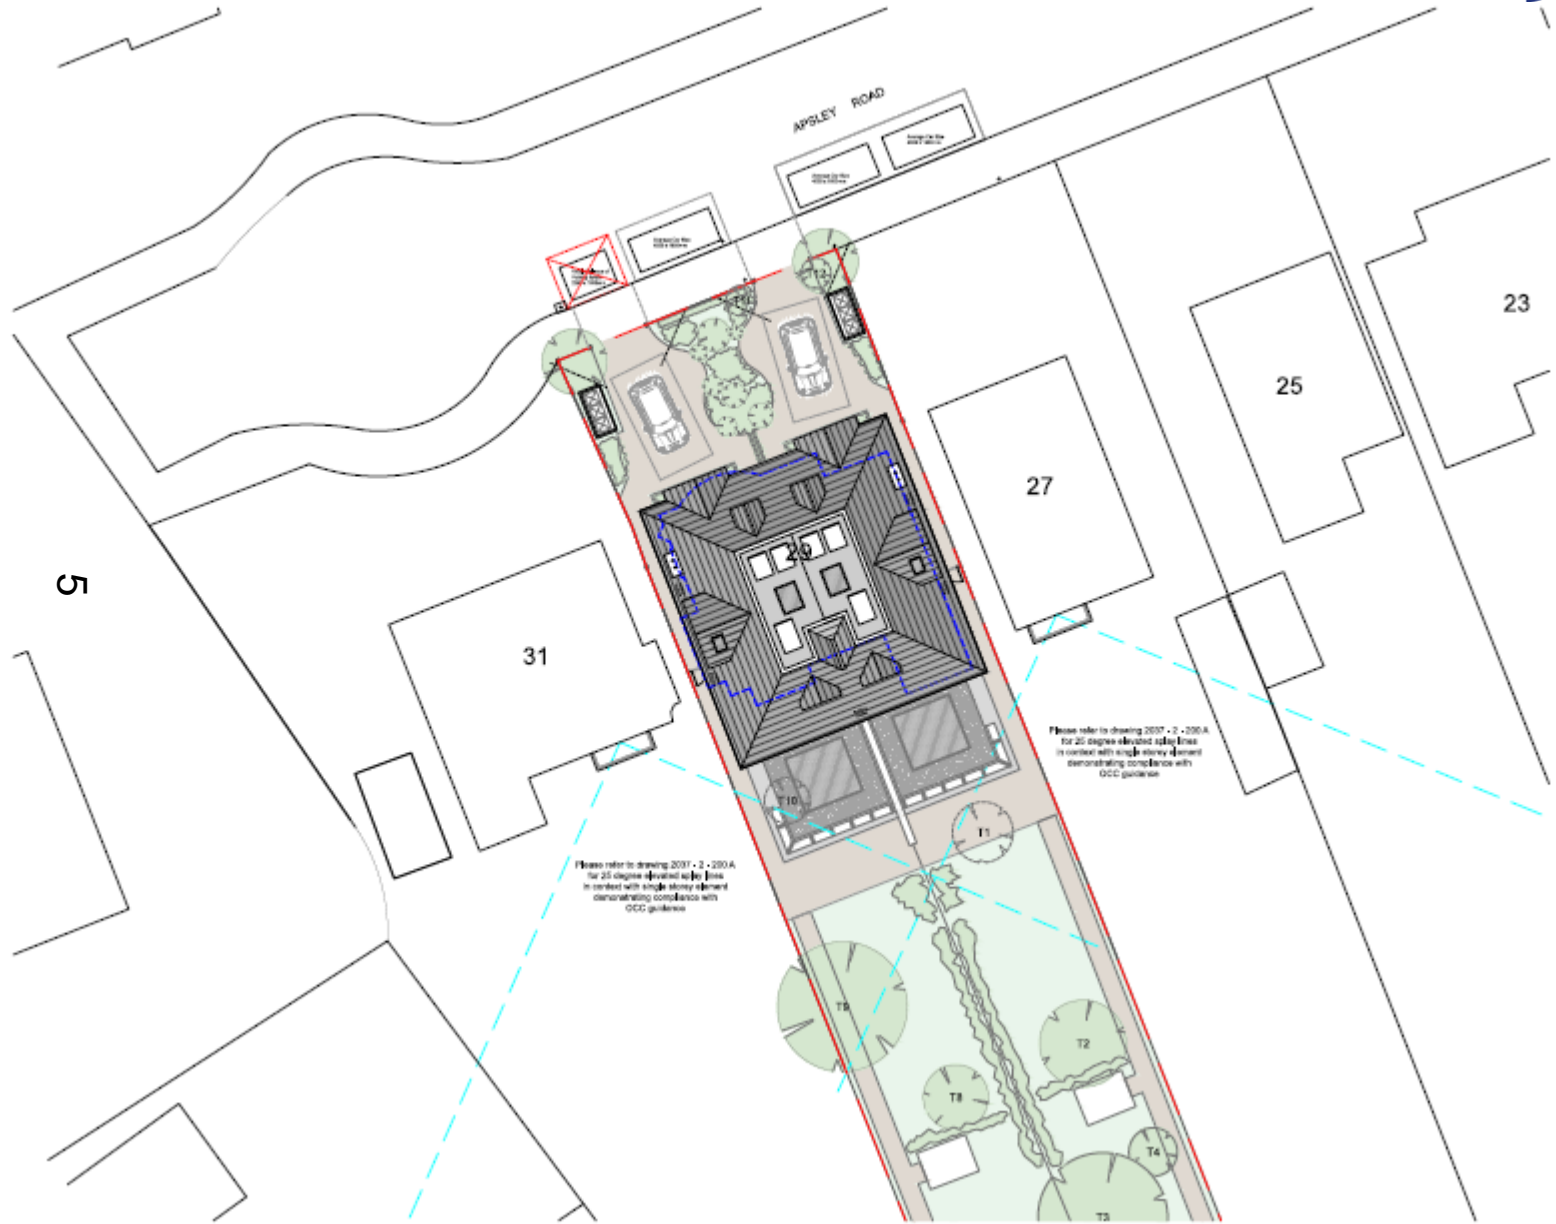 APSLEY ROAD
23
25
27
29
31
5
Please refer to drawing 2037 - 2 - 200 A
for 25 degree elevated splay lines
in context with single storey element
demonstrating compliance with
OCC guidance
Please refer to drawing 2037 - 2 - 200 A
for 25 degree elevated splay lines
in context with single storey element
demonstrating compliance with
OCC guidance
T10
T1
T9
T2
T8
T4
T3